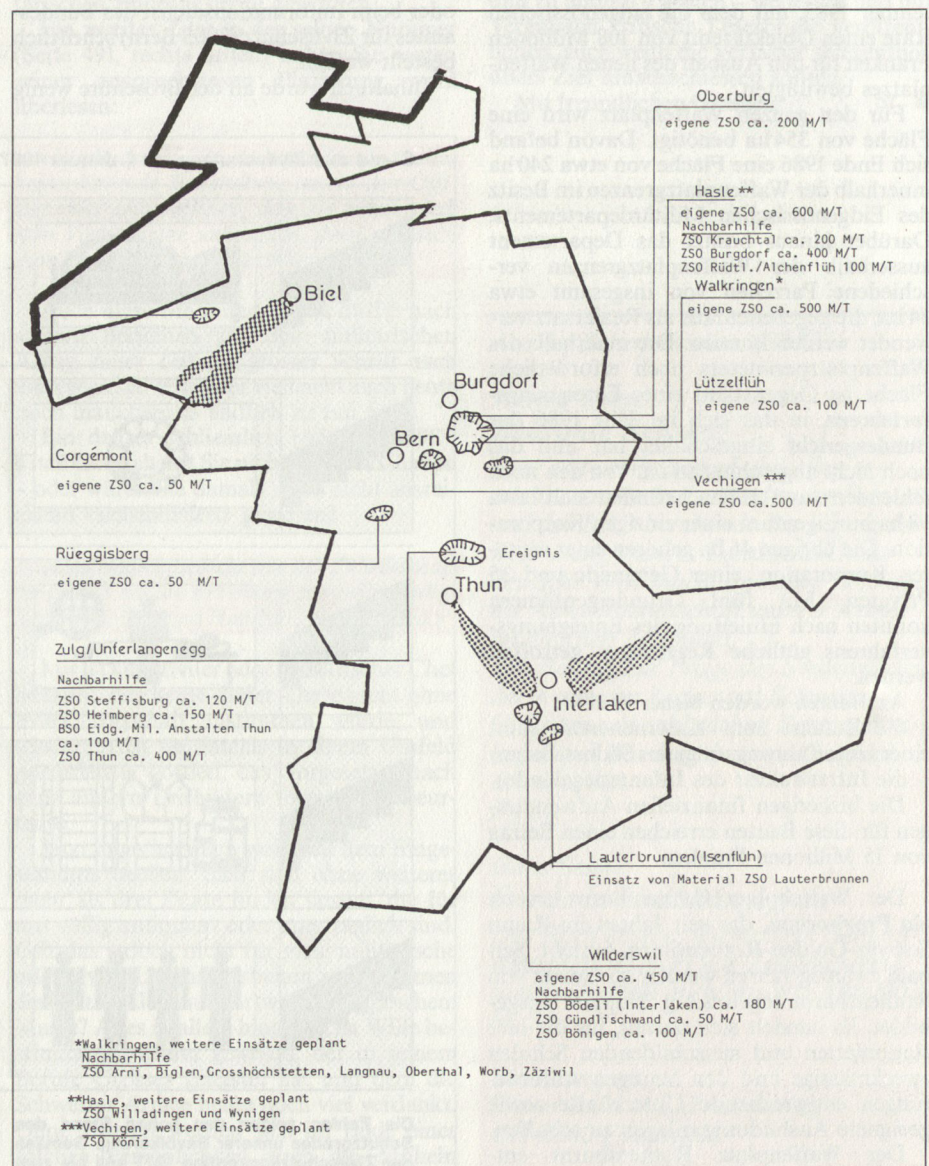 Oberburg
eigene ZSO ca. 200 M/T
Hasle**
eigene ZSO ca. 600 M/T
Nachbarhilfe
ZSO Krauchtal ca. 200 M/T
ZSO Burgdorf ca. 400 M/T
ZSO Rüdtl./Alchenflüh 100 M/T
Walkringen*
eigene ZSO ca. 500 M/T
Lützelflüh
eigene ZSO ca. 100 M/T
Vechigen***
eigene ZSO ca.500 M/T
Biel
Burgdorf
Bern
Corgémont
eigene ZSO ca. 50 M/T
Rüeggisberg
eigene ZSO ca. 50 M/T
Ereignis
Thun
Zulg/Unferlangenegg
Nachbarhilfe
ZSO Steffisburg ca. 120 M/T
ZSO Heimberg ca. 150 M/T
BSO Eidg. Mil. Anstalten Thun
ca. 100 M/T
ZSO Thun ca. 400 M/T
Interlaken
Lauterbrunnen(Isenflüh)
Einsatz von Material ZSO Lauterbrunnen
Wilderswil
eigene ZSO ca. 450 M/T
Nachbarhilfe
ZSO Bödeli (Interlaken) ca. 180 M/T
ZSO Gündlischwand ca. 50 M/T
ZSO Bönigen ca. 100 M/T
*Walkringen, weitere Einsätze geplant
Nachbarhilfe
ZSO Arni, Biglen,Grosshöchstetten, Langnau, Oberthal, Worb, Zäziwil
**Hasle, weitere Einsätze geplant
ZSO Willadingen und Wynigen
***Vechigen, weitere Einsätze geplant
ZSO Köniz